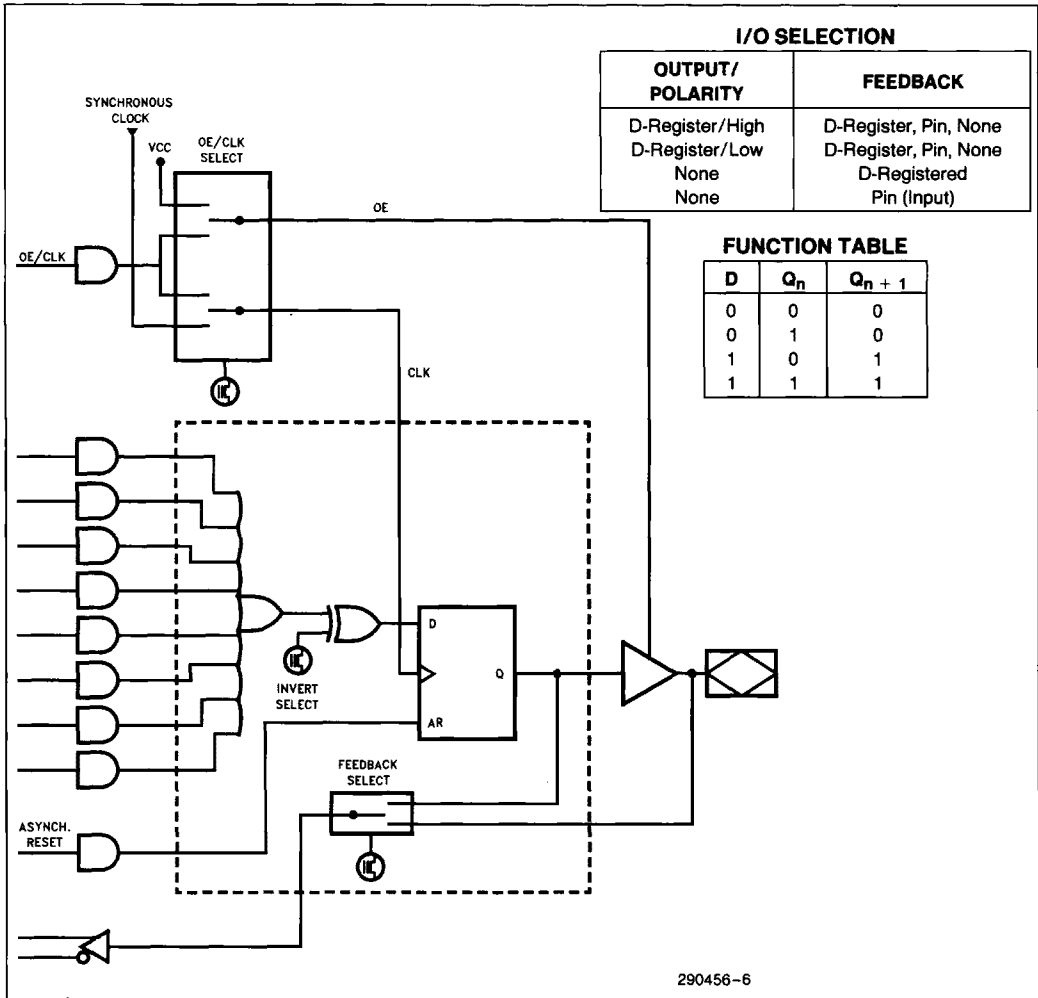 I/O SELECTION
OUTPUT/
POLARITY
FEEDBACK
D-Register/High D-Register, Pin, None
D-Register/Low D-Register, Pin, None
None D-Registered
None Pin (Input)
FUNCTION TABLE
D Qn Qn + 1
0 0 0
0 1 0
1 0 1
1 1 1
SYNCHRONOUS
CLOCK
VCC
OE/CLK
SELECT
OE
OE/CLK
CLK
D
Q
AR
INVERT
SELECT
FEEDBACK
SELECT
ASYNCH.
RESET
290456-6